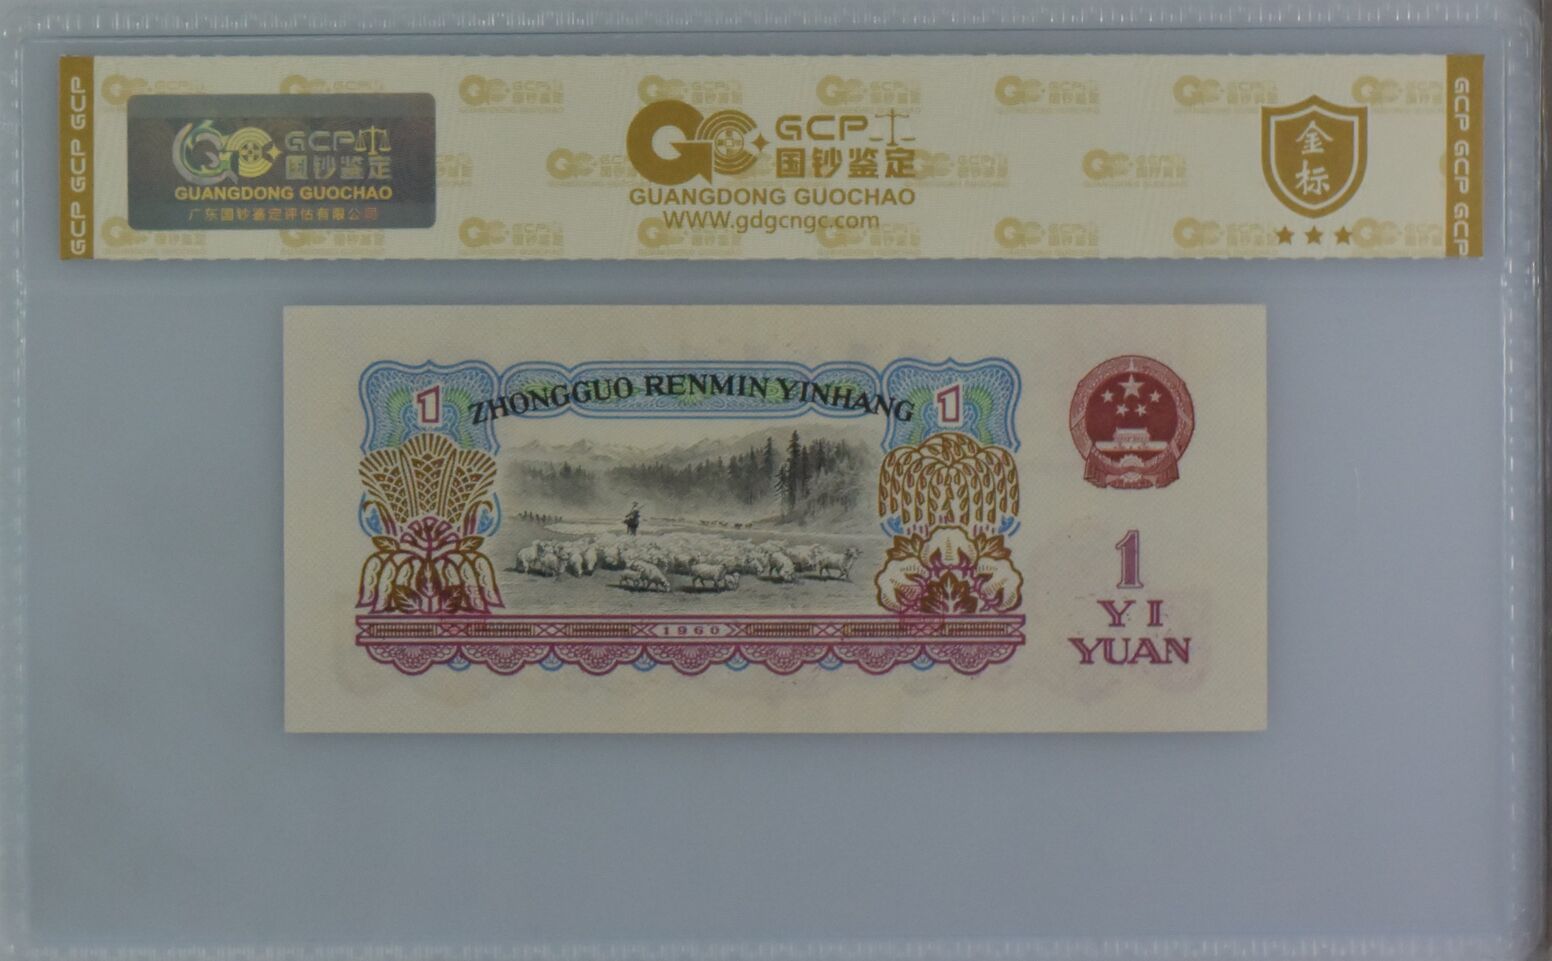 GCP GCP GCP
GCP
国钞鉴定
GUANGDONG GUOCHAO
广东国钞鉴定评估有限公司
GCP
国钞鉴定
GUANGDONG GUOCHAO
WWW.gdgcngc.com
金标
GCP GCP GCP
1
ZHONGGUO RENMIN YINHANG
1
1960
1
YI
YUAN